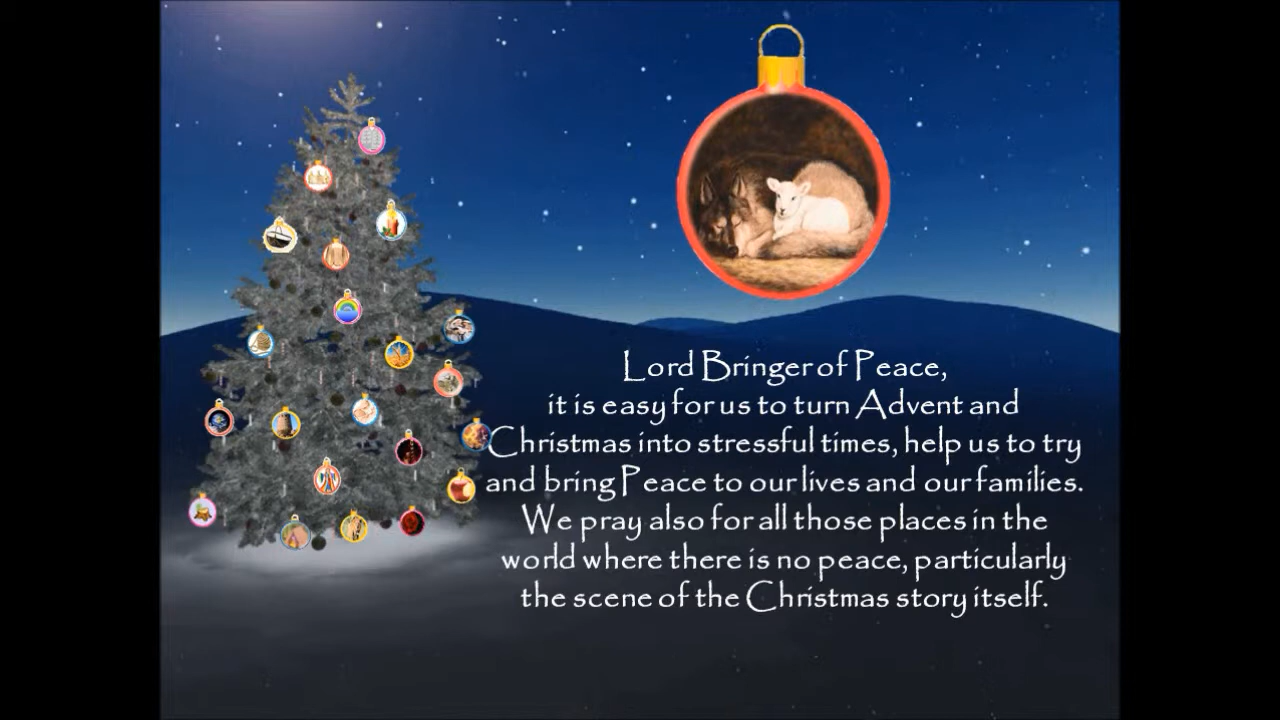 Lord Bringer of Peace,
it is easy for us to turn Advent and
Christmas into stressful times, help us to try
and bring Peace to our lives and our families.
We pray also for all those places in the
world where there is no peace, particularly
the scene of the Christmas story itself.